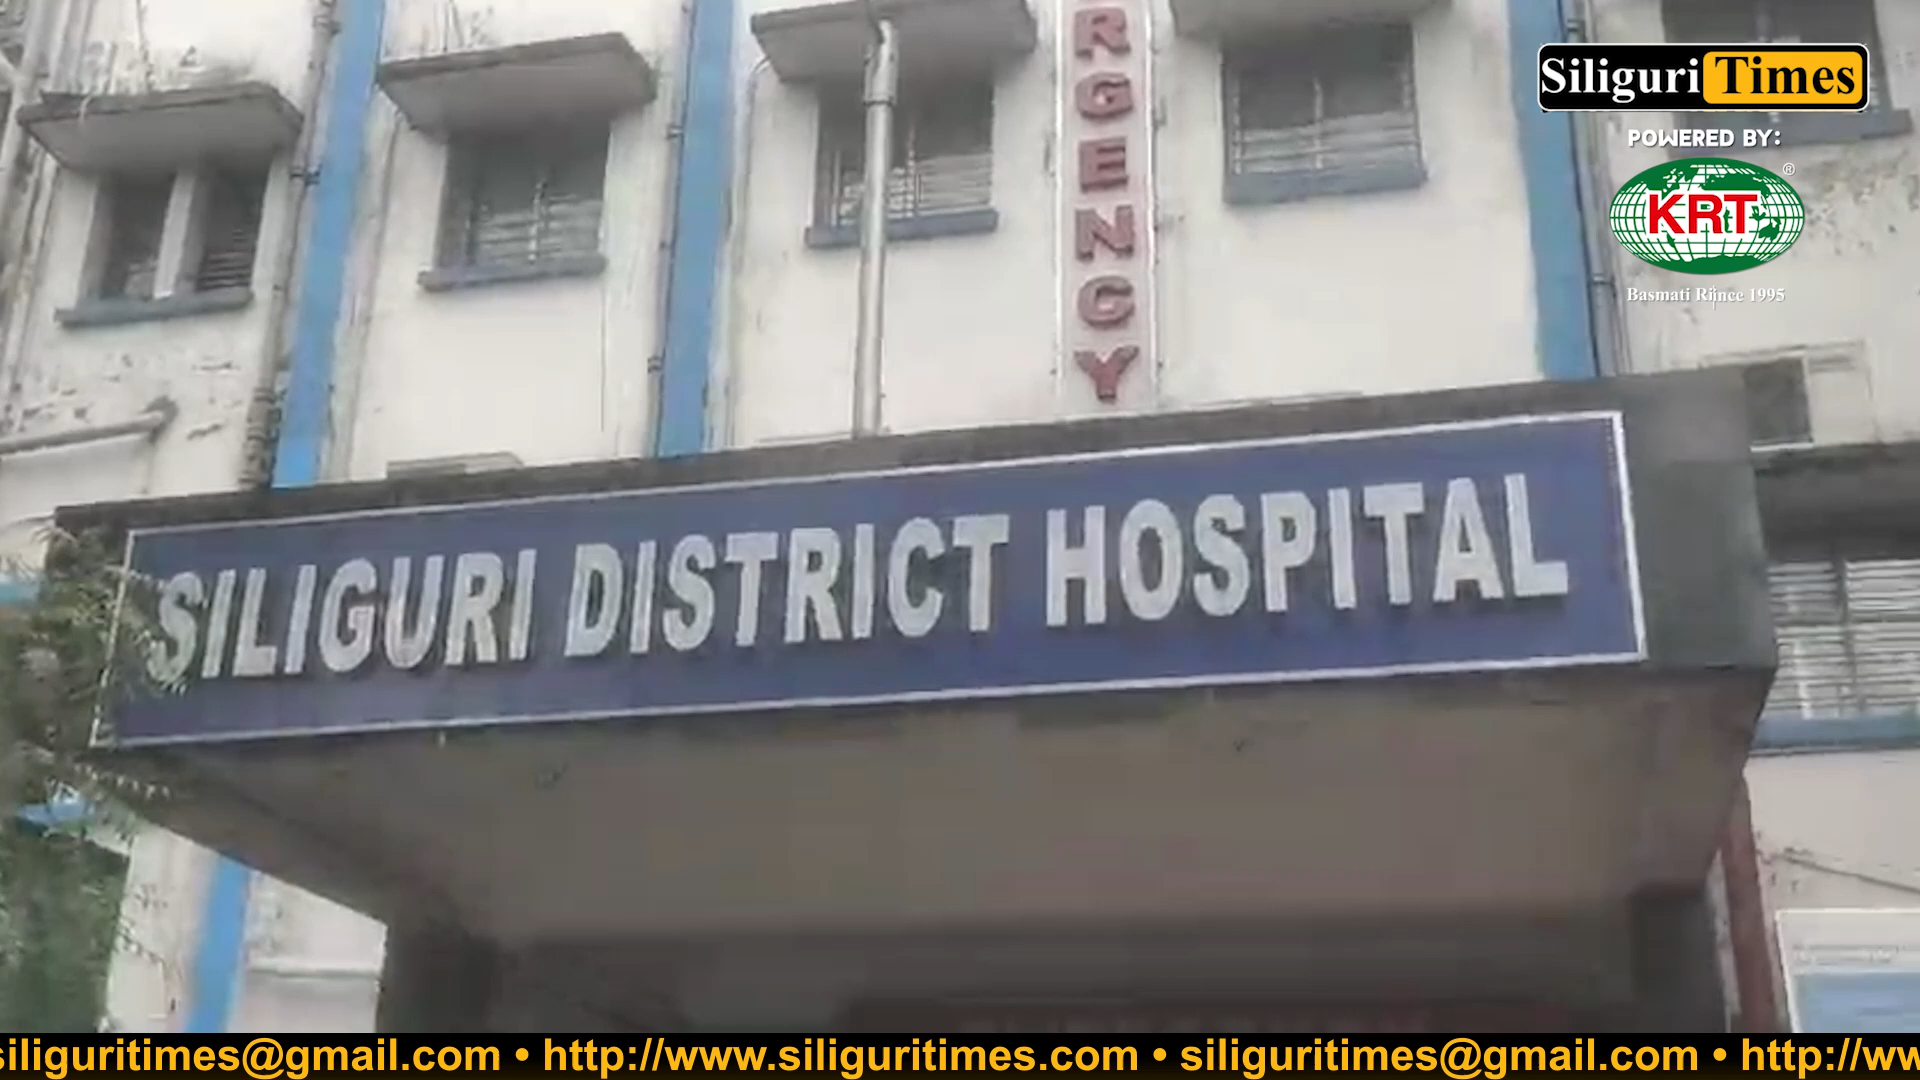 RGENCY
Siliguri Times
POWERED BY:
KRT
®
Basmati Rince 1995
SILIGURI DISTRICT HOSPITAL
siliguritimes@gmail.com • http://www.siliguritimes.com • siliguritimes@gmail.com • http://ww